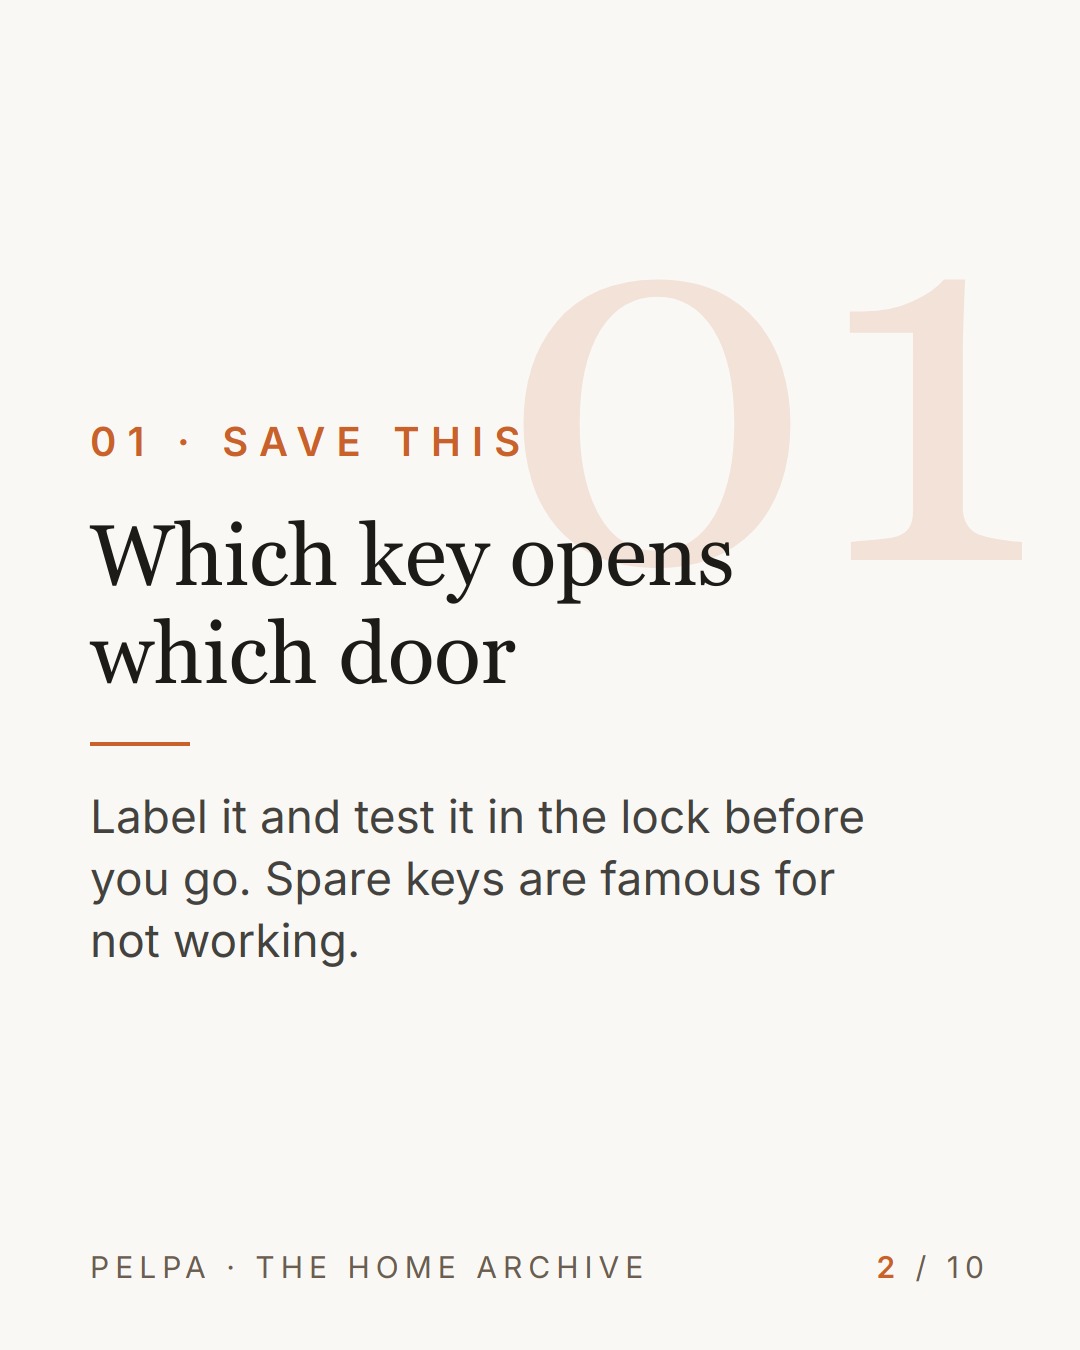 01
01 · SAVE THIS
Which key opens
which door
Label it and test it in the lock before
you go. Spare keys are famous for
not working.
PELPA · THE HOME ARCHIVE
2 / 10